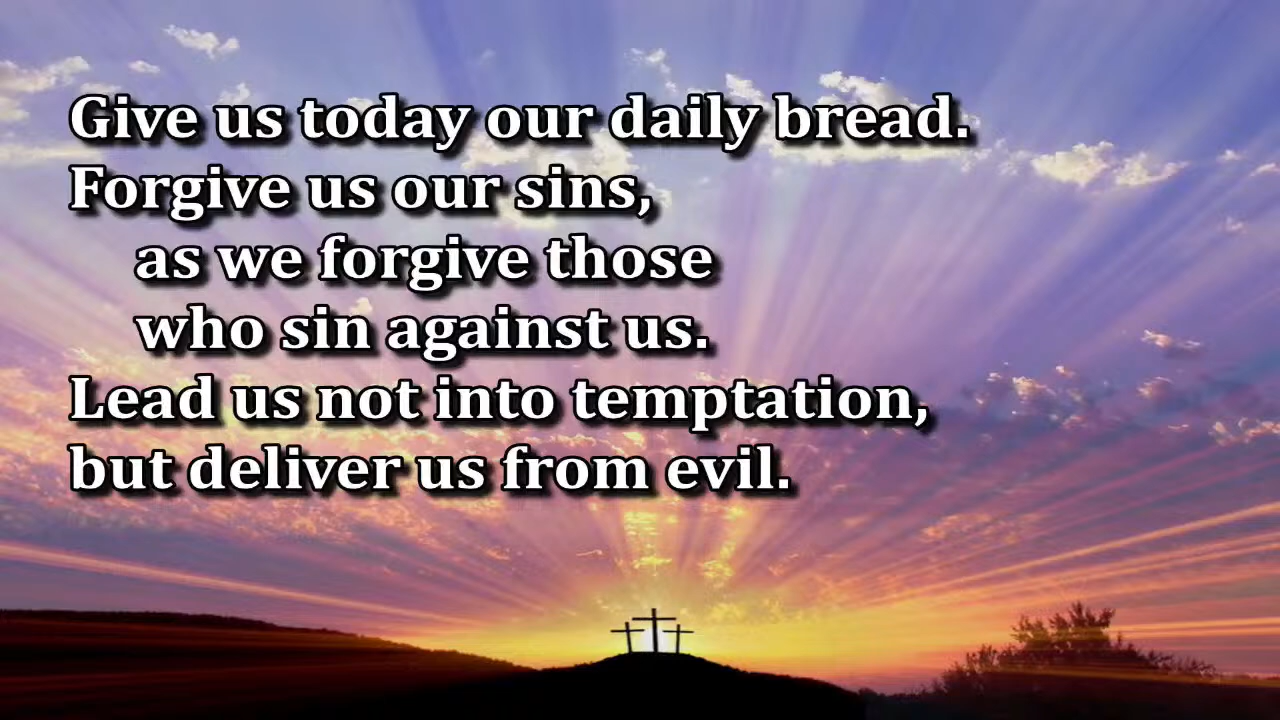 Give us today our daily bread.
Forgive us our sins,
as we forgive those
who sin against us.
Lead us not into temptation,
but deliver us from evil.